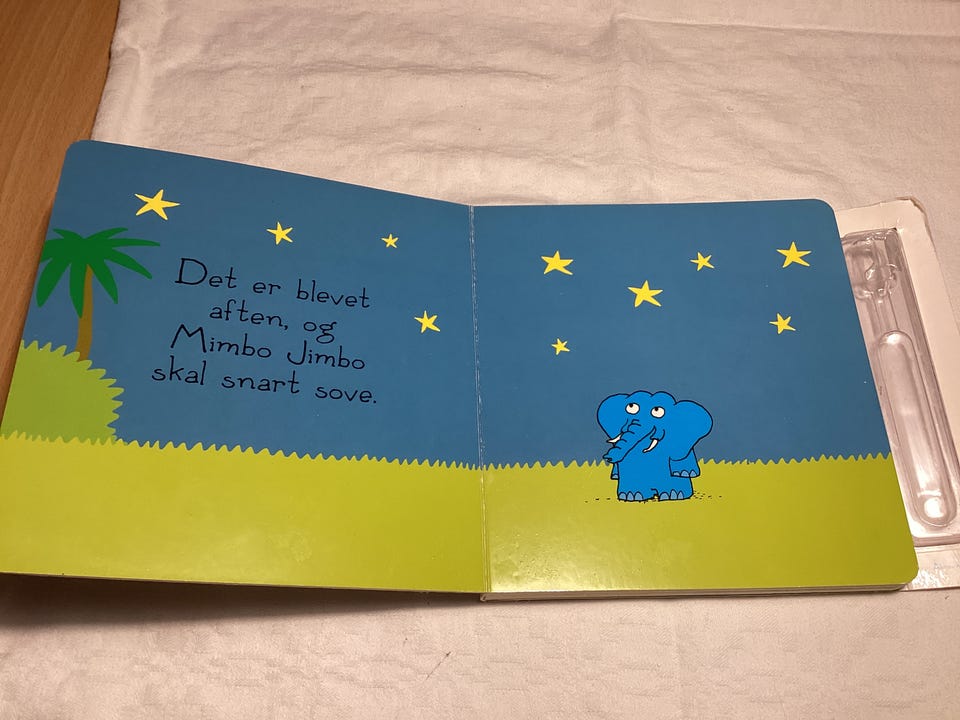 Det er blevet
aften, og
Mimbo Jimbo
skal snart sove.